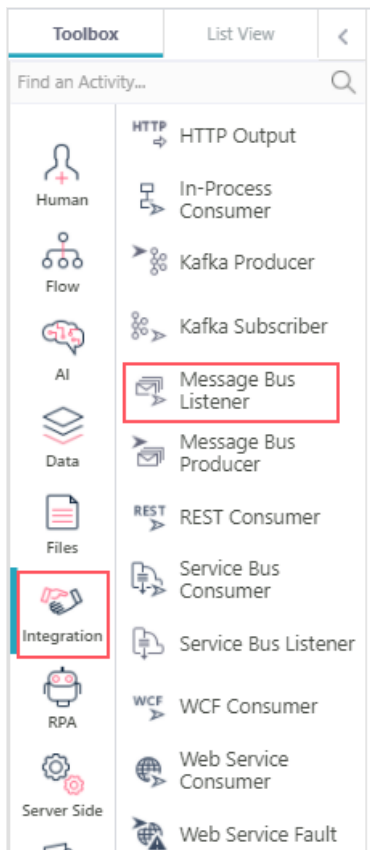 Toolbox
List View
Find an Activity...
Human
Flow
AI
Data
Files
Integration
RPA
Server Side
HTTP
HTTP Output
In-Process
Consumer
Kafka Producer
Kafka Subscriber
Message Bus
Listener
Message Bus
Producer
REST
REST Consumer
Service Bus
Consumer
Service Bus Listener
WCF
WCF Consumer
Web Service
Consumer
Web Service Fault